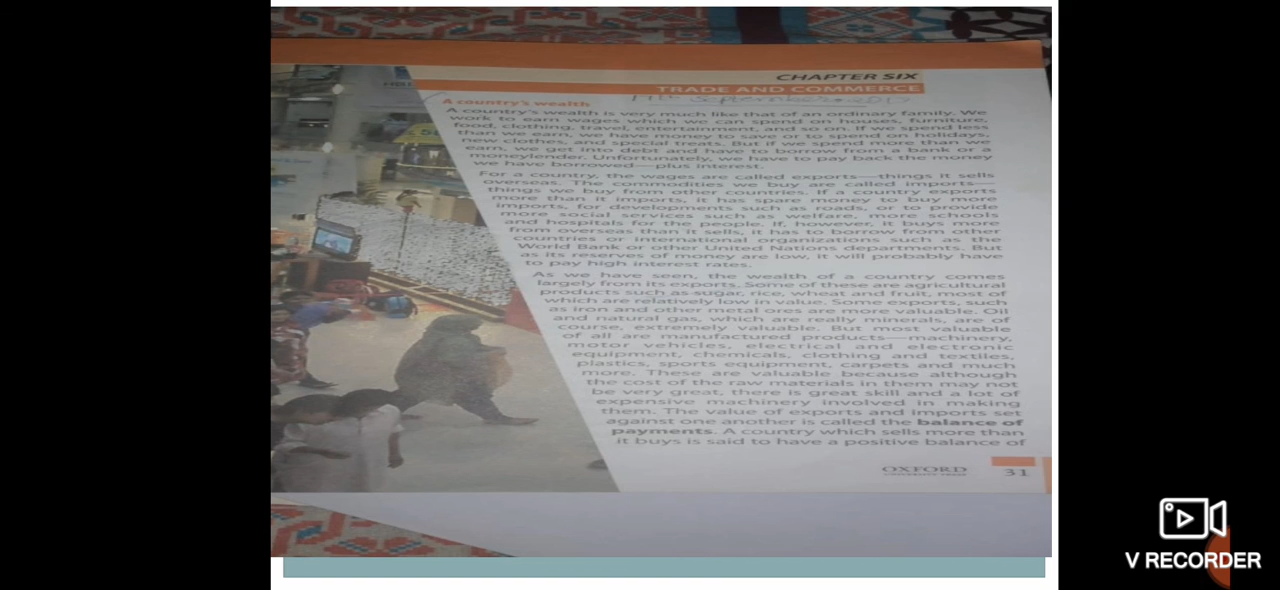 CHAPTER SIX
TRADE AND COMMERCE
A country's wealth
A country's wealth is very much like that of an ordinary family. We
work to earn wages which we can spend on houses, furniture,
food, clothing, travel, entertainment, and so on. If we spend less
than we earn, we have money to save or to spend on holidays,
new clothes, and special treats. But if we spend more than we
earn, we get into debt and have to borrow from a bank or a
moneylender. Unfortunately, we have to pay back the money
we have borrowed—plus interest.
For a country, the wages are called exports—things it sells
overseas. The commodities we buy are called imports—
things we buy from other countries. If a country exports
more than it imports, it has spare money to buy more
imports, for developments such as roads, or to provide
more social services such as welfare, more schools
and hospitals for the people. If, however, it buys more
from overseas than it sells, it has to borrow from other
countries or international organizations such as the
World Bank or other United Nations departments. But
as its reserves of money are low, it will probably have
to pay high interest rates.
As we have seen, the wealth of a country comes
largely from its exports. Some of these are agricultural
products such as sugar, rice, wheat and fruit, most of
which are relatively low in value. Some exports, such
as iron and other metal ores are more valuable. Oil
and natural gas, which are really minerals, are of
course, extremely valuable. But most valuable
of all are manufactured products—machinery,
motor vehicles, electrical and electronic
equipment, chemicals, clothing and textiles,
plastics, sports equipment, carpets and much
more. These are valuable because although
the cost of the raw materials in them may not
be very great, there is great skill and a lot of
expensive machinery involved in making
them. The value of exports and imports set
against one another is called the balance of
payments. A country which sells more than
it buys is said to have a positive balance of
OXFORD
UNIVERSITY PRESS
31
V RECORDER